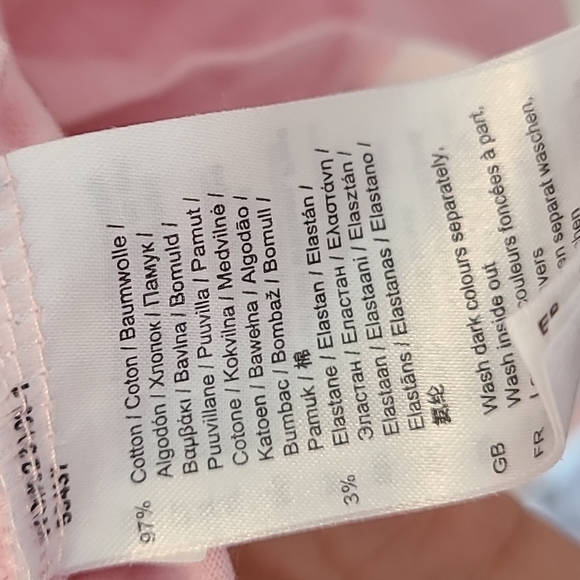 97% Cotton / Coton / Baumwolle /
Algodón / Хлопок / Памук /
Βαμβάκι / Bavlna / Bomuld /
Puuvillane / Puuvilla / Pamut /
Cotone / Kokvilna / Medvilnė /
Katoen / Bawełna / Algodão /
Bumbac / Bombaž / Bomull /
Pamuk / 棉
3% Elastane / Elastan / Elastán /
Эластан / Еластан / Ελαστάνη /
Elastaan / Elastaani / Elasztán /
Elastāns / Elastanas / Elastano /
氨纶
GB Wash dark colours separately,
Wash inside out
FR couleurs foncées à part,
separat waschen,